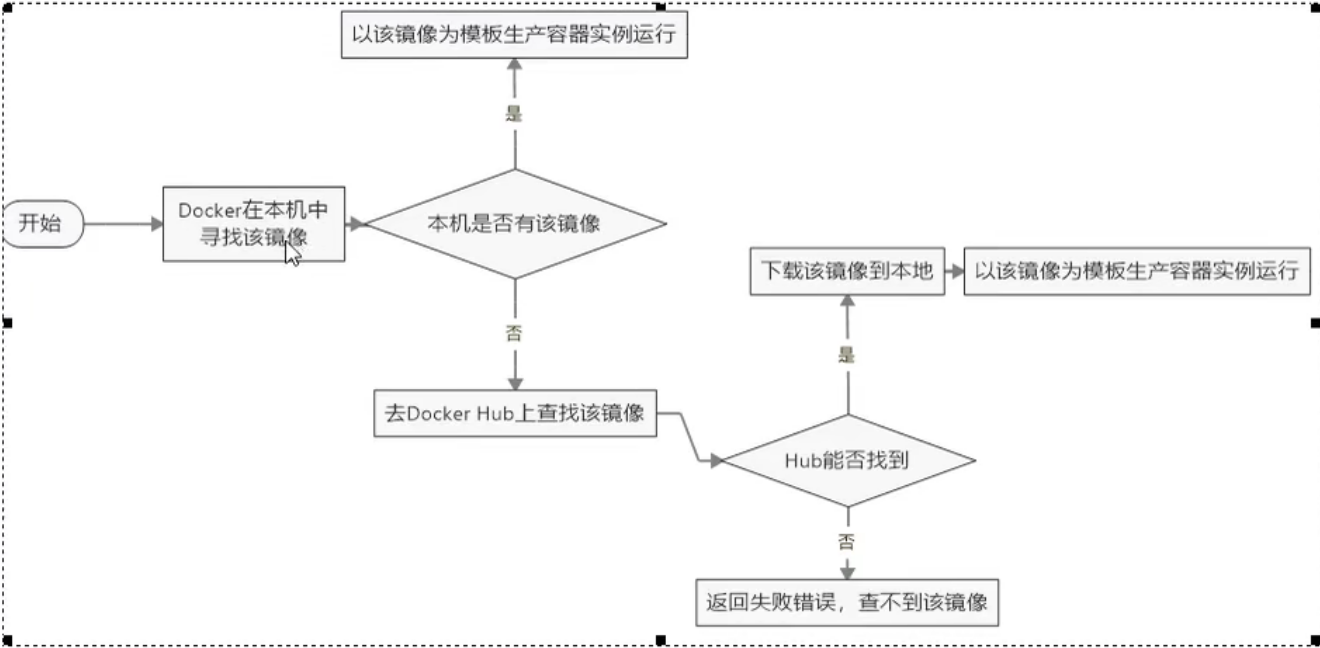 以该镜像为模板生产容器实例运行
是
开始
Docker在本机中
寻找该镜像
本机是否有该镜像
否
去Docker Hub上查找该镜像
下载该镜像到本地
以该镜像为模板生产容器实例运行
是
Hub能否找到
否
返回失败错误，查不到该镜像